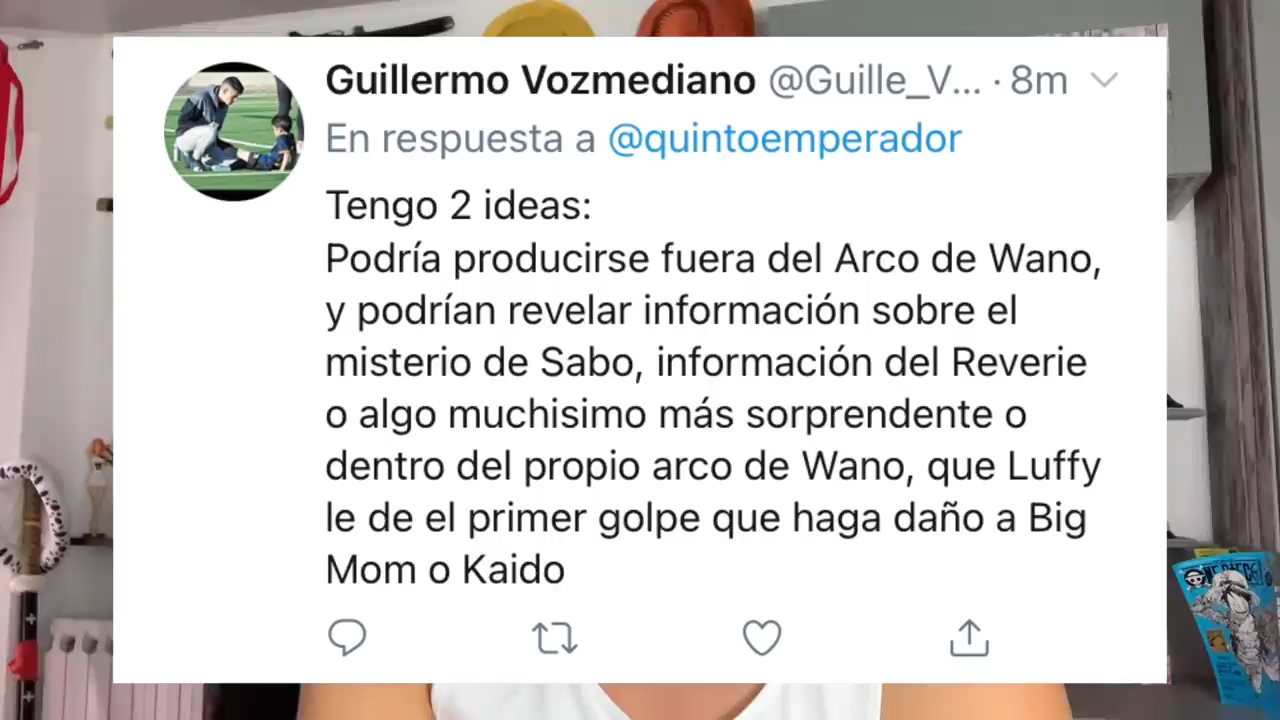 Guillermo Vozmediano @Guille_V... · 8m
En respuesta a @quintoemperador
Tengo 2 ideas:
Podría producirse fuera del Arco de Wano,
y podrían revelar información sobre el
misterio de Sabo, información del Reverie
o algo muchisimo más sorprendente o
dentro del propio arco de Wano, que Luffy
le de el primer golpe que haga daño a Big
Mom o Kaido
ONE PIECE